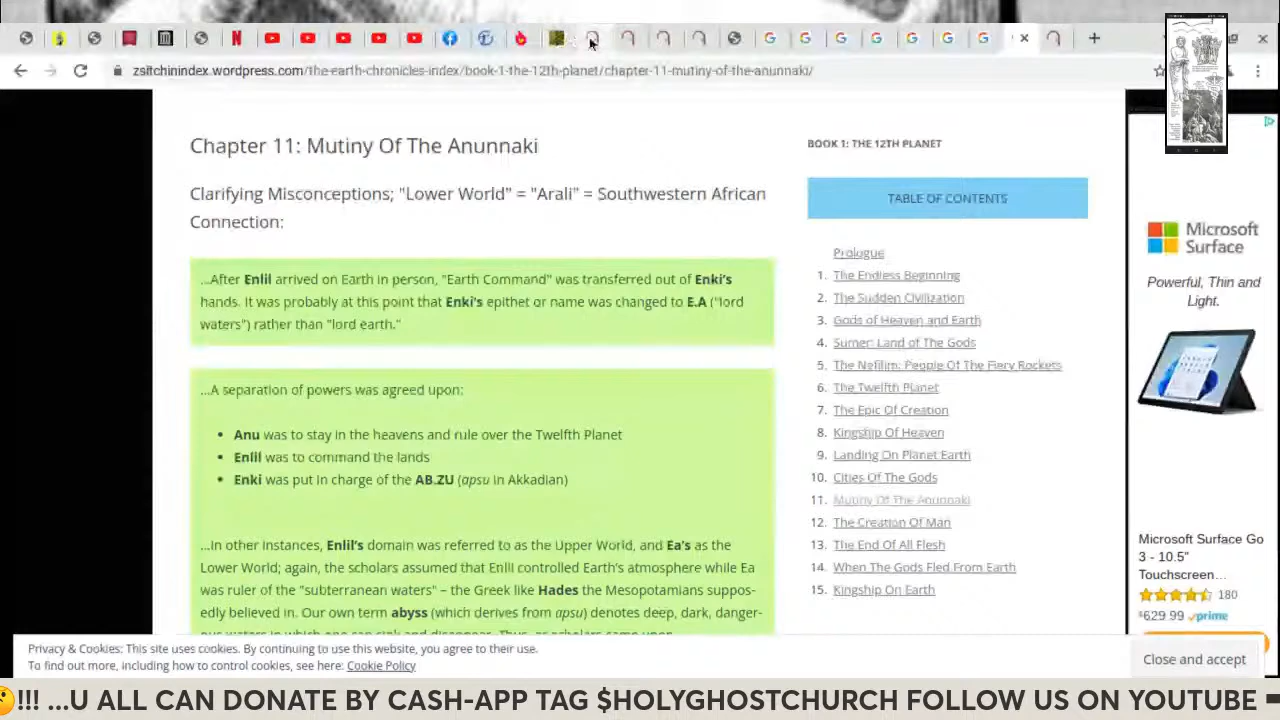 zsitchinindex.wordpress.com/the-earth-chronicles-index/book-1-the-12th-planet/chapter-11-mutiny-of-the-anunnaki/
Chapter 11: Mutiny Of The Anunnaki
Clarifying Misconceptions; "Lower World" = "Arali" = Southwestern African
Connection:
...After Enlil arrived on Earth in person, "Earth Command" was transferred out of Enki's
hands. It was probably at this point that Enki's epithet or name was changed to E.A ("lord
waters") rather than "lord earth."
...A separation of powers was agreed upon:
• Anu was to stay in the heavens and rule over the Twelfth Planet
• Enlil was to command the lands
• Enki was put in charge of the AB.ZU (apsu in Akkadian)
...In other instances, Enlil's domain was referred to as the Upper World, and Ea's as the
Lower World; again, the scholars assumed that Enlil controlled Earth's atmosphere while Ea
was ruler of the "subterranean waters" – the Greek like Hades the Mesopotamians suppos-
edly believed in. Our own term abyss (which derives from apsu) denotes deep, dark, danger-
ous waters in which one can sink and disappear. Thus, as scholars came upon
BOOK 1: THE 12TH PLANET
TABLE OF CONTENTS
Prologue
1. The Endless Beginning
2. The Sudden Civilization
3. Gods of Heaven and Earth
4. Sumer: Land of The Gods
5. The Nefilim: People Of The Fiery Rockets
6. The Twelfth Planet
7. The Epic Of Creation
8. Kingship Of Heaven
9. Landing On Planet Earth
10. Cities Of The Gods
11. Mutiny Of The Anunnaki
12. The Creation Of Man
13. The End Of All Flesh
14. When The Gods Fled From Earth
15. Kingship On Earth
Microsoft
Surface
Powerful, Thin and
Light.
Microsoft Surface Go
3 - 10.5"
Touchscreen...
180
$629.99 prime
Privacy & Cookies: This site uses cookies. By continuing to use this website, you agree to their use.
To find out more, including how to control cookies, see here: Cookie Policy
Close and accept
!!! ...U ALL CAN DONATE BY CASH-APP TAG $HOLYGHOSTCHURCH FOLLOW US ON YOUTUBE